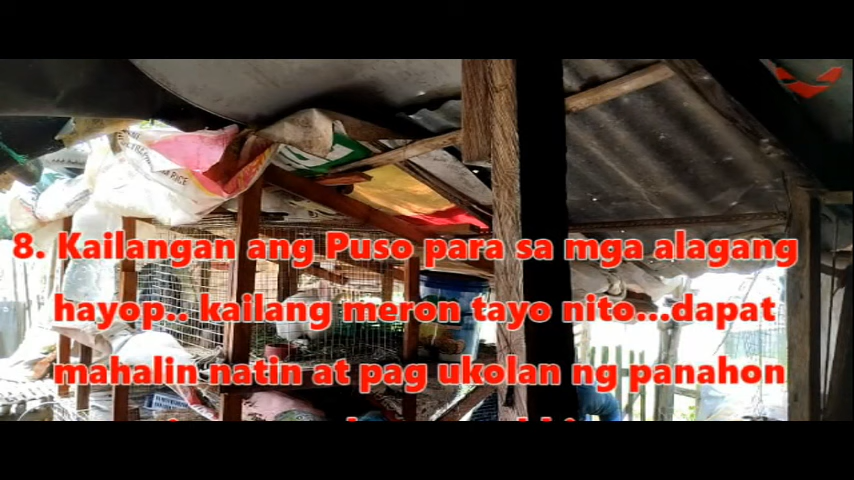 8. Kailangan ang Puso para sa mga alagang
hayop.. kailang meron tayo nito...dapat
mahalin natin at pag ukolan ng panahon
RICE